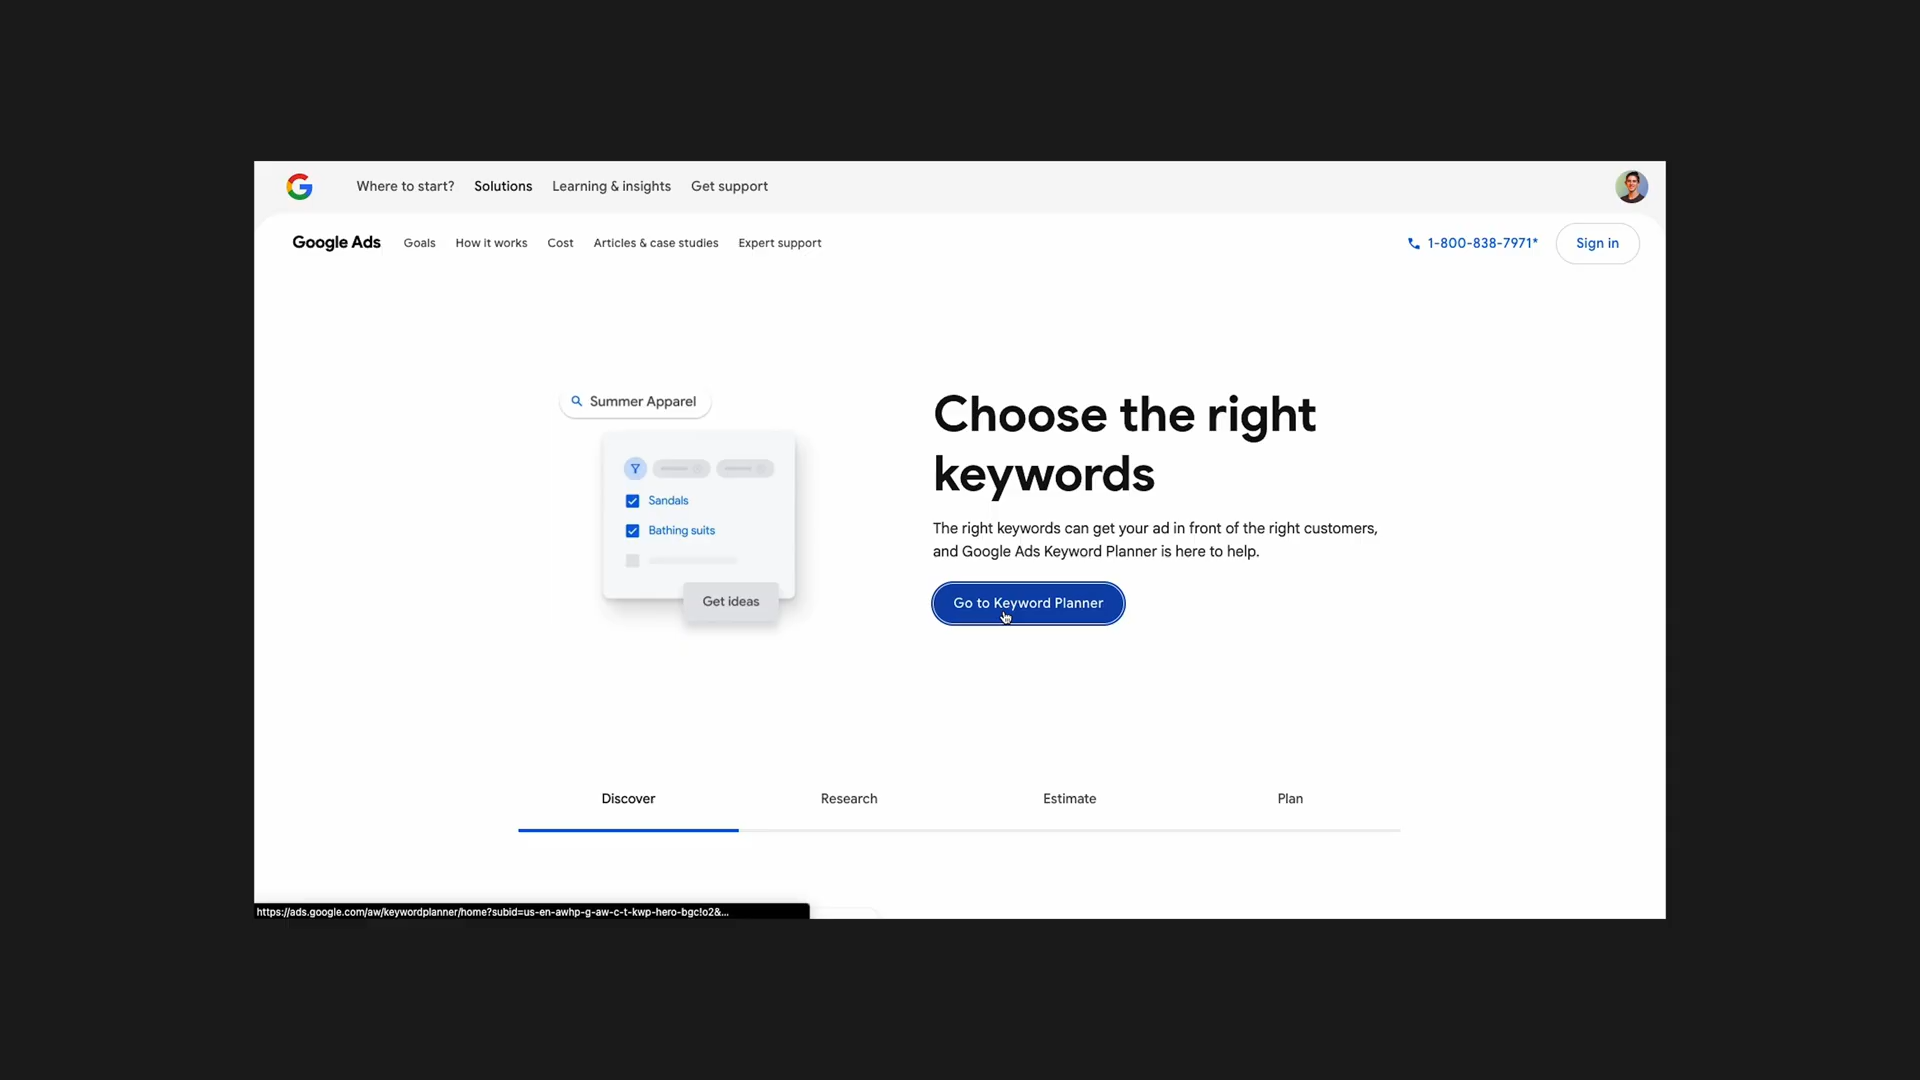 Where to start? Solutions Learning & insights Get support
Google Ads Goals How it works Cost Articles & case studies Expert support 1-800-838-7971* Sign in
Summer Apparel
Sandals
Bathing suits
Get ideas
Choose the right
keywords
The right keywords can get your ad in front of the right customers,
and Google Ads Keyword Planner is here to help.
Go to Keyword Planner
Discover Research Estimate Plan
https://ads.google.com/aw/keywordplanner/home?subid=us-en-awhp-g-aw-c-t-kwp-hero-bgc!o2&...